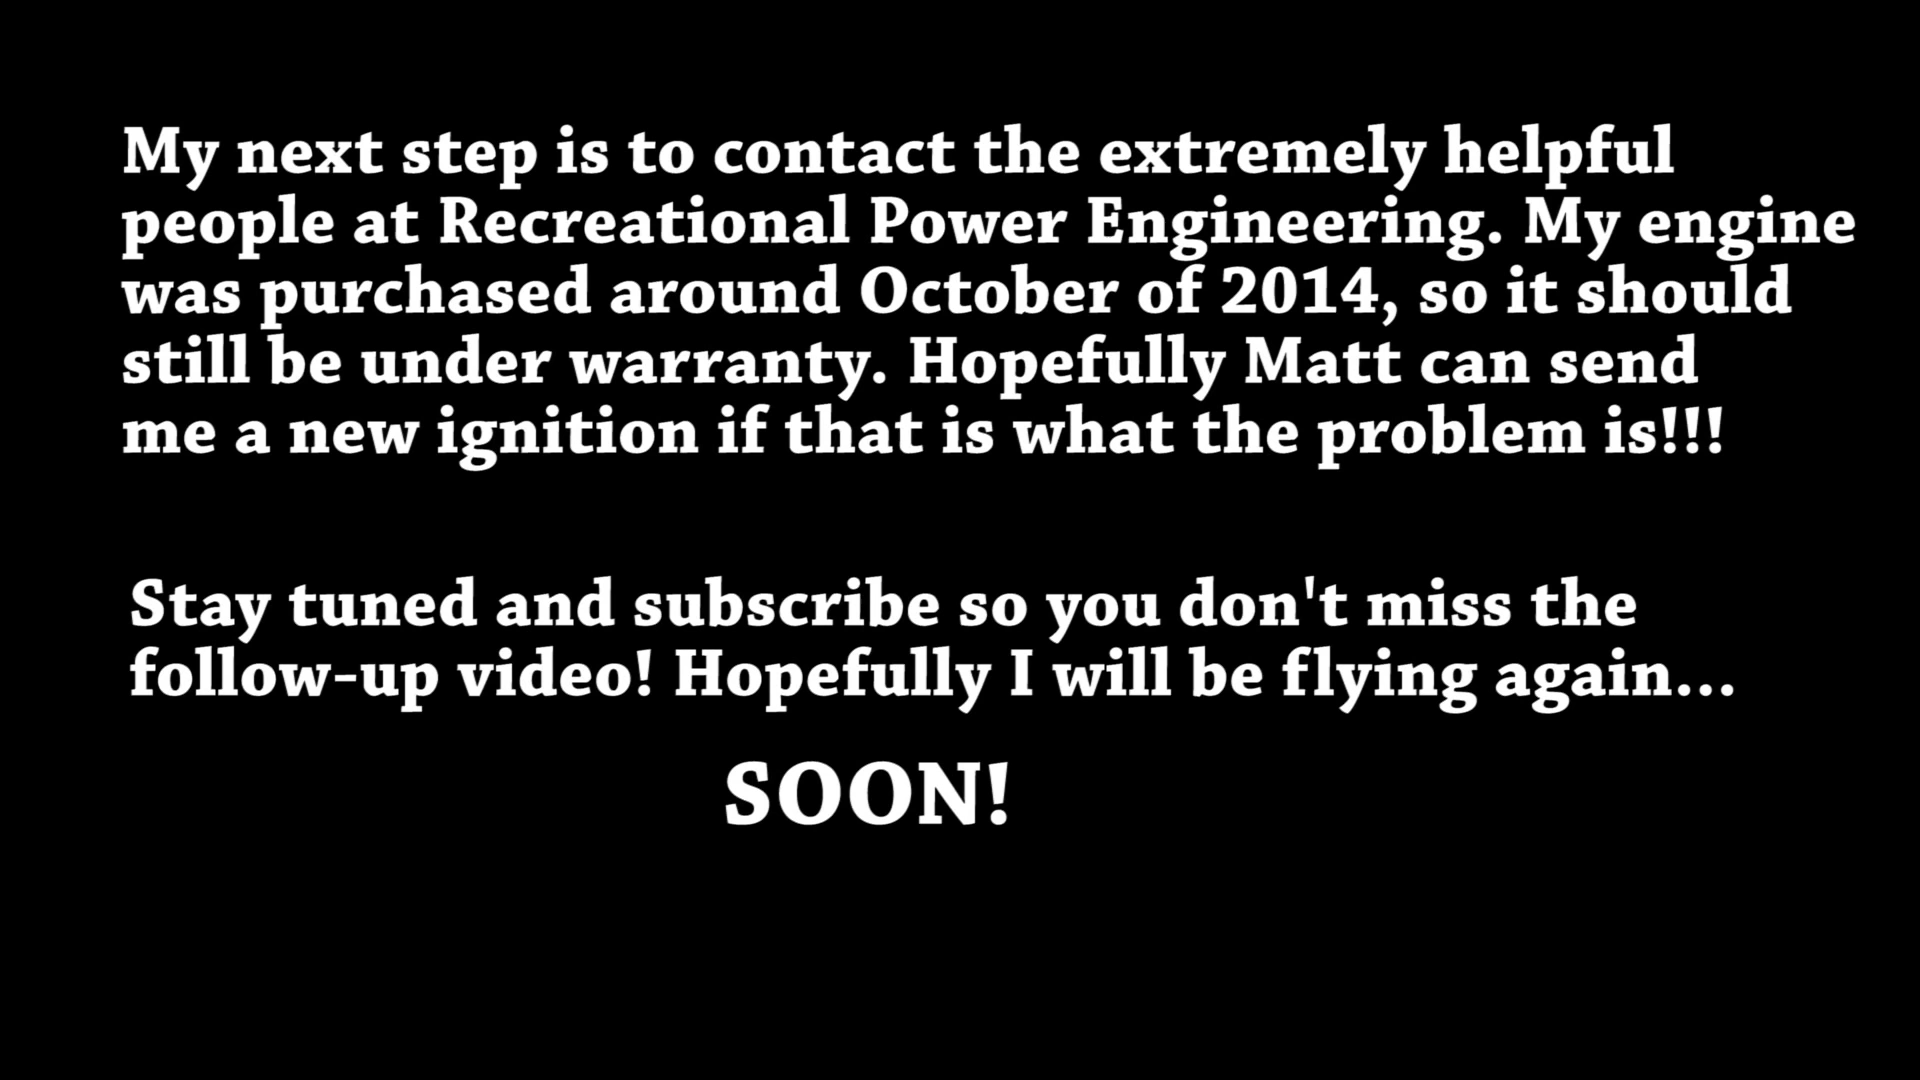 My next step is to contact the extremely helpful
people at Recreational Power Engineering. My engine
was purchased around October of 2014, so it should
still be under warranty. Hopefully Matt can send
me a new ignition if that is what the problem is!!!
Stay tuned and subscribe so you don't miss the
follow-up video! Hopefully I will be flying again...
SOON!